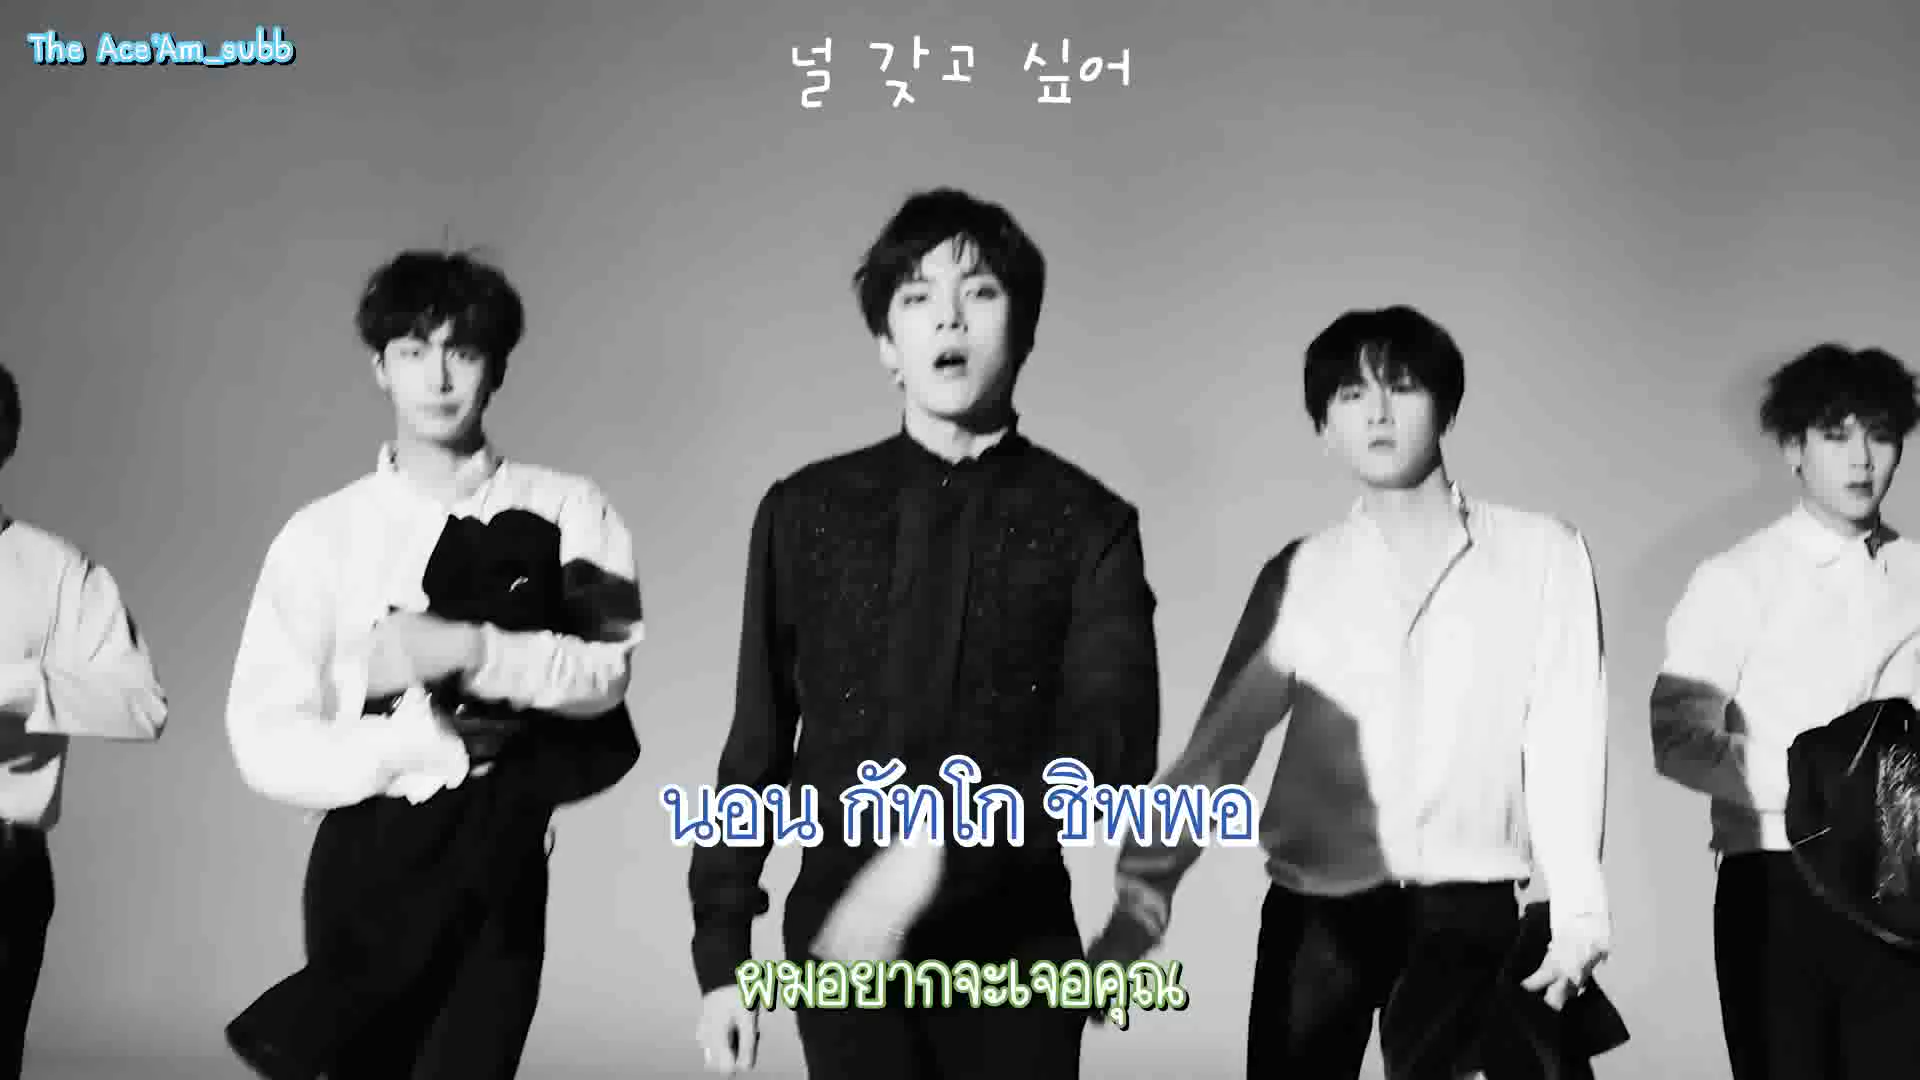 The Ace'Am_subb
널 갖고 싶어
นอน กัทโก ชิพพอ
ผมอยากจะเจอคุณ